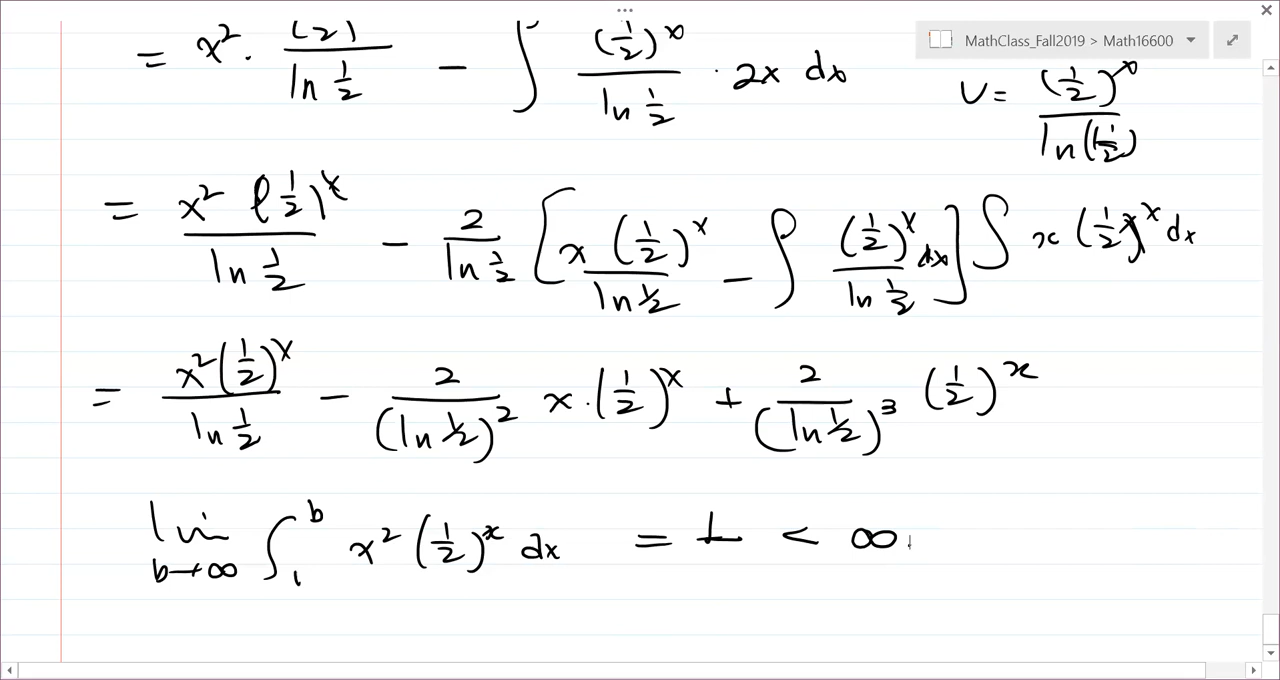 MathClass_Fall2019 > Math16600
= x² · (2) / ln ½ − ∫ (½)ˣ / ln ½ · 2x dx
v = (½)ˣ / ln(½)
= x² (½)ˣ / ln ½ − 2 / ln ½ [ x (½)ˣ / ln ½ − ∫ (½)ˣ / ln ½ dx ] ∫ x (½)ˣ dx
= x² (½)ˣ / ln ½ − 2 / (ln ½)² x · (½)ˣ + 2 / (ln ½)³ (½)ˣ
lim b→∞ ∫₁ᵇ x² (½)ˣ dx = L < ∞